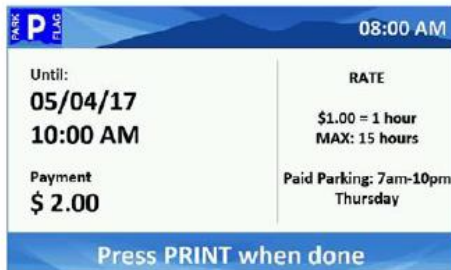 PARK
P
FLAG
08:00 AM
Until:
05/04/17
10:00 AM
Payment
$ 2.00
RATE
$1.00 = 1 hour
MAX: 15 hours
Paid Parking: 7am-10pm
Thursday
Press PRINT when done